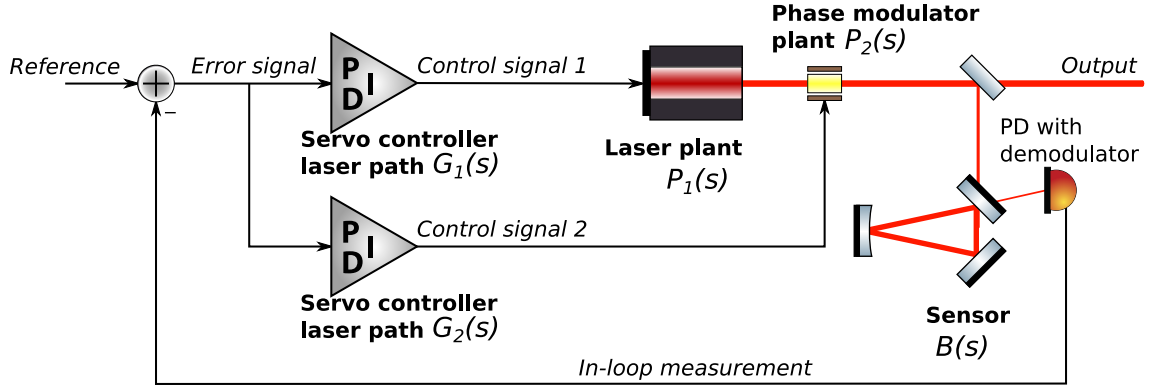 Phase modulator
plant P2(s)
Reference
Error signal
P I
D
Control signal 1
Output
Servo controller
laser path G1(s)
Laser plant
P1(s)
PD with
demodulator
P I
D
Control signal 2
Servo controller
laser path G2(s)
Sensor
B(s)
In-loop measurement